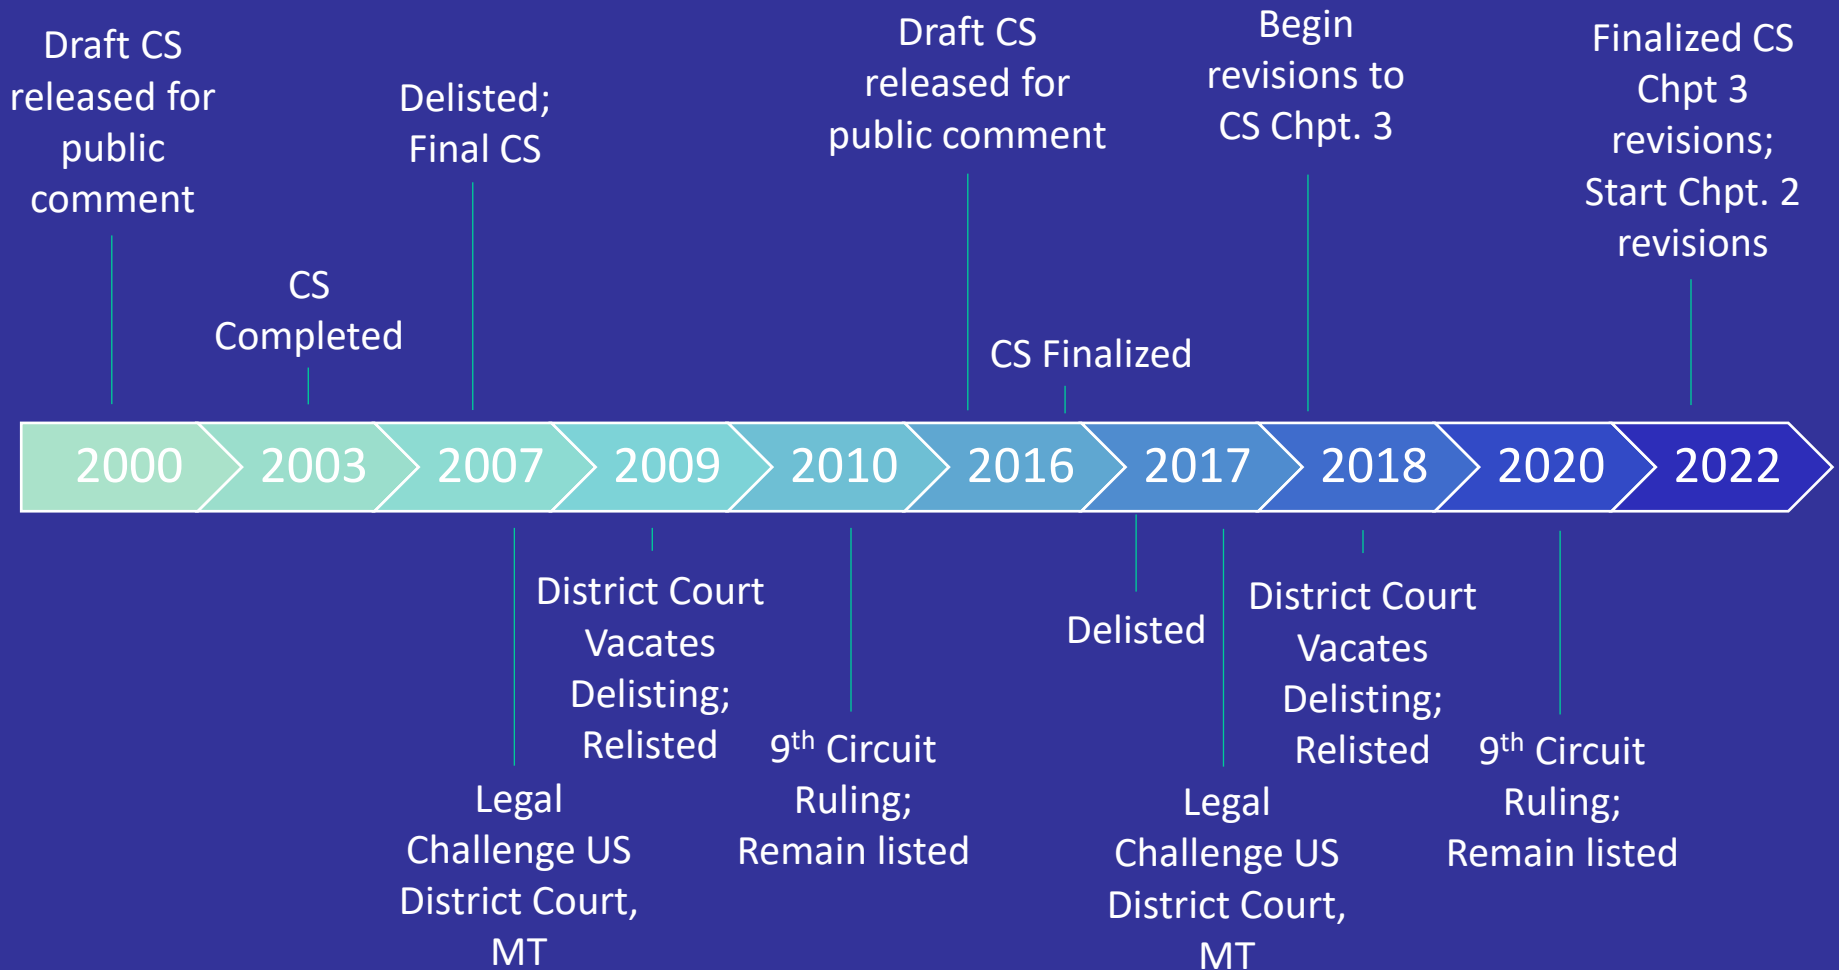 Draft CS
released for
public
comment
CS
Completed
Delisted;
Final CS
Draft CS
released for
public comment
CS Finalized
Begin
revisions to
CS Chpt. 3
Finalized CS
Chpt 3
revisions;
Start Chpt. 2
revisions
2000
2003
2007
2009
2010
2016
2017
2018
2020
2022
Legal
Challenge US
District Court,
MT
District Court
Vacates
Delisting;
Relisted
9th Circuit
Ruling;
Remain listed
Delisted
Legal
Challenge US
District Court,
MT
District Court
Vacates
Delisting;
Relisted
9th Circuit
Ruling;
Remain listed